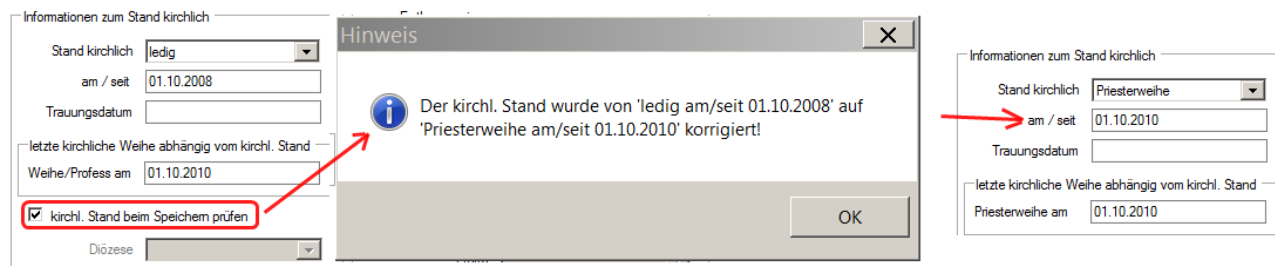 Informationen zum Stand kirchlich
Stand kirchlich ledig
am / seit 01.10.2008
Trauungsdatum
letzte kirchliche Weihe abhängig vom kirchl. Stand
Weihe/Profess am 01.10.2010
kirchl. Stand beim Speichern prüfen
Diözese
Hinweis
Der kirchl. Stand wurde von 'ledig am/seit 01.10.2008' auf
'Priesterweihe am/seit 01.10.2010' korrigiert!
OK
Informationen zum Stand kirchlich
Stand kirchlich Priesterweihe
am / seit 01.10.2010
Trauungsdatum
letzte kirchliche Weihe abhängig vom kirchl. Stand
Priesterweihe am 01.10.2010